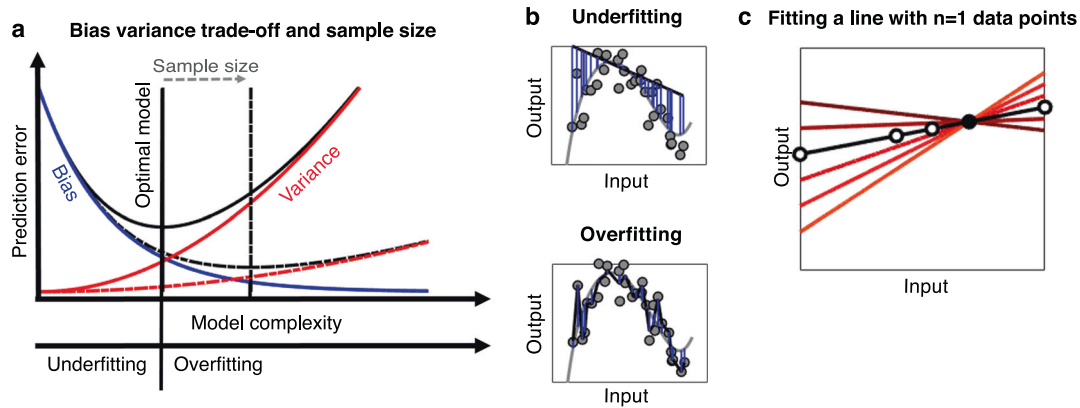 a
Bias variance trade-off and sample size
Sample size
Optimal model
Prediction error
Bias
Variance
Model complexity
Underfitting
Overfitting
b
Underfitting
Output
Input
Overfitting
Output
Input
c
Fitting a line with n=1 data points
Output
Input